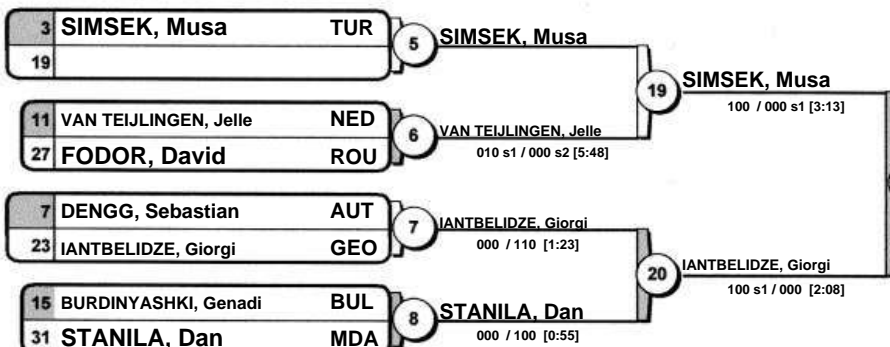 3 SIMSEK, Musa TUR
19
5
SIMSEK, Musa
11 VAN TEIJLINGEN, Jelle NED
27 FODOR, David ROU
6
VAN TEIJLINGEN, Jelle
010 s1 / 000 s2 [5:48]
19
SIMSEK, Musa
100 / 000 s1 [3:13]
7 DENGG, Sebastian AUT
23 IANTBELIDZE, Giorgi GEO
7
IANTBELIDZE, Giorgi
000 / 110 [1:23]
15 BURDINYASHKI, Genadi BUL
31 STANILA, Dan MDA
8
STANILA, Dan
000 / 100 [0:55]
20
IANTBELIDZE, Giorgi
100 s1 / 000 [2:08]